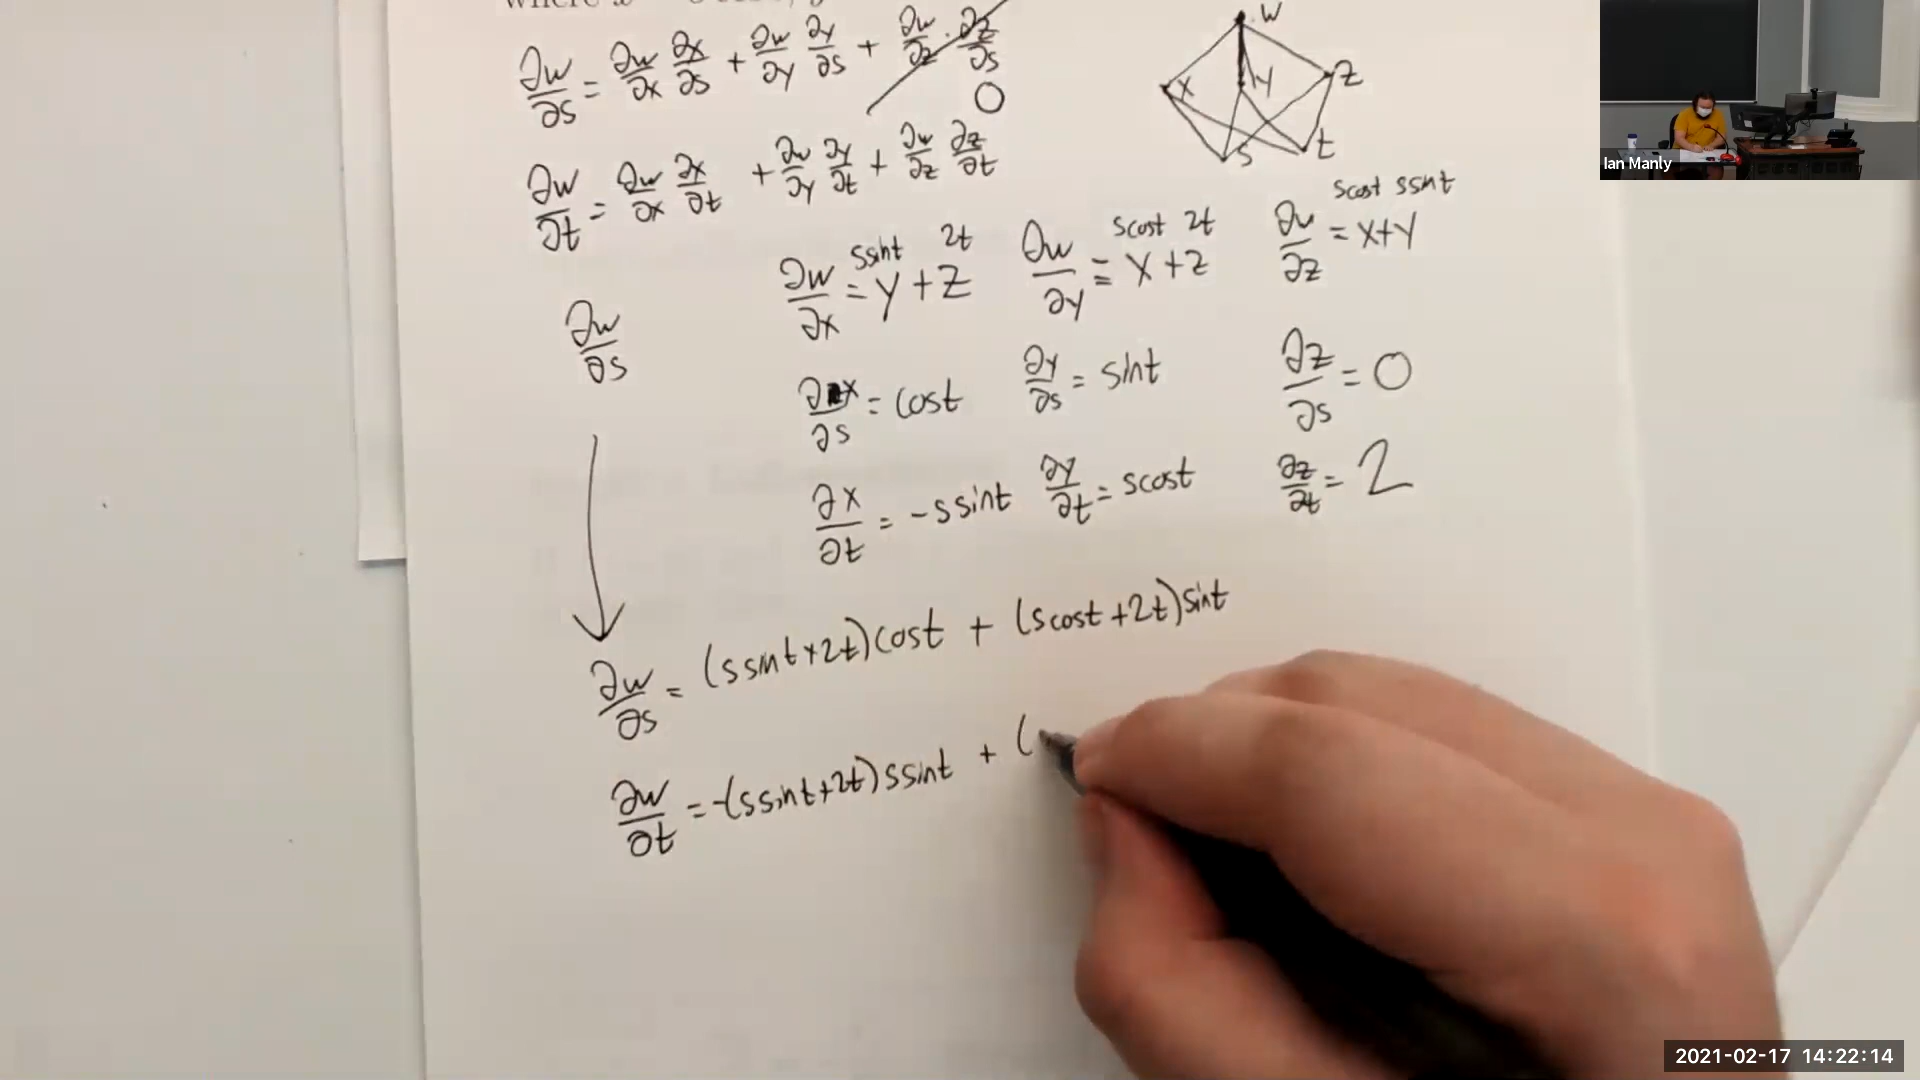 ∂w/∂s = ∂w/∂x ∂x/∂s + ∂w/∂y ∂y/∂s + ∂w/∂z · ∂z/∂s
0
∂w/∂t = ∂w/∂x ∂x/∂t + ∂w/∂y ∂y/∂t + ∂w/∂z ∂z/∂t
w
x y z
s t
Ian Manly
ssint 2t scost 2t scost ssint
∂w/∂x = y + z ∂w/∂y = x + z ∂w/∂z = x+y
∂w/∂s
∂x/∂s = cost ∂y/∂s = sint ∂z/∂s = 0
∂x/∂t = -ssint ∂y/∂t = scost ∂z/∂t = 2
∂w/∂s = (ssint+2t)cost + (scost+2t)sint
∂w/∂t = -(ssint+2t)ssint + (
2021-02-17 14:22:14